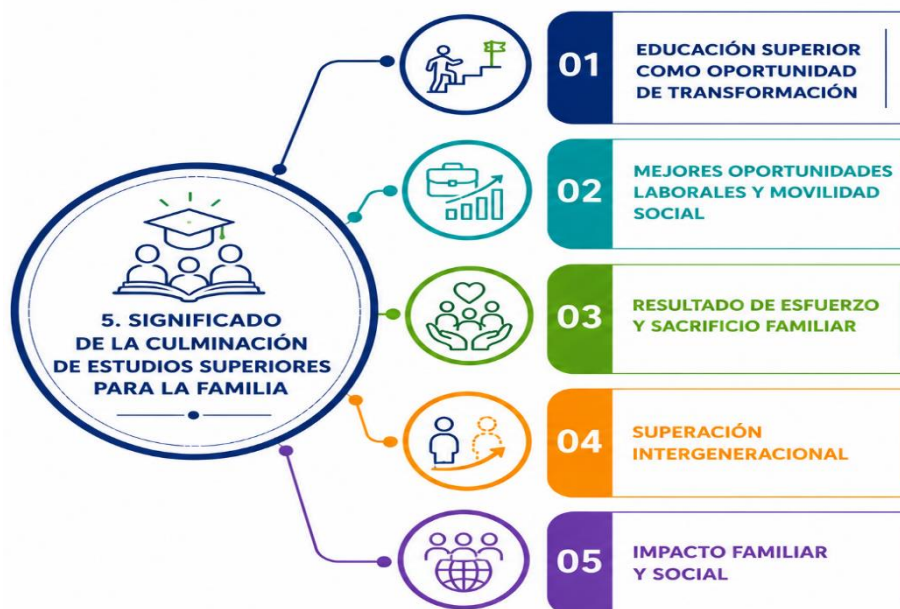 5. SIGNIFICADO
DE LA CULMINACIÓN
DE ESTUDIOS SUPERIORES
PARA LA FAMILIA
01
EDUCACIÓN SUPERIOR
COMO OPORTUNIDAD
DE TRANSFORMACIÓN
02
MEJORES OPORTUNIDADES
LABORALES Y MOVILIDAD
SOCIAL
03
RESULTADO DE ESFUERZO
Y SACRIFICIO FAMILIAR
04
SUPERACIÓN
INTERGENERACIONAL
05
IMPACTO FAMILIAR
Y SOCIAL